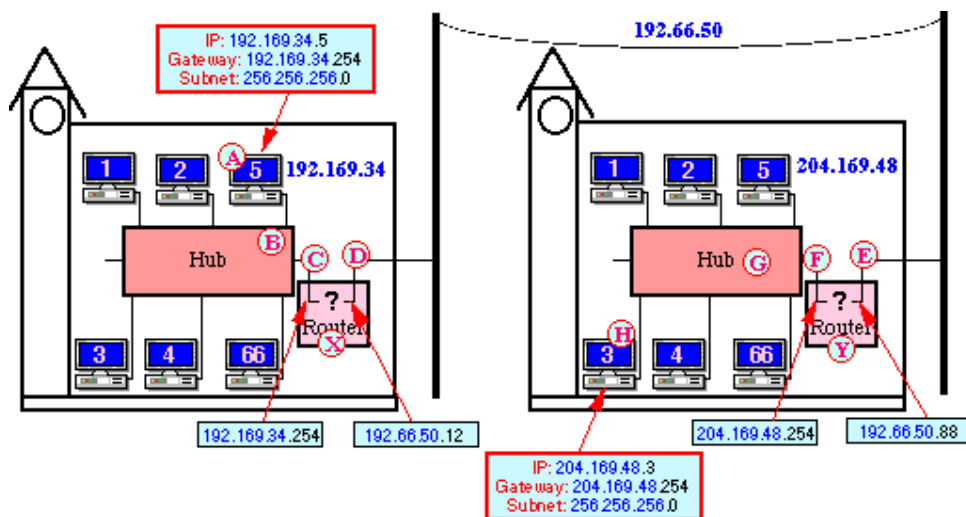 192.66.50
IP: 192.169.34.5
Gateway: 192.169.34.254
Subnet: 256.256.256.0
1
2
A
5
192.169.34
3
4
66
Hub
B
C
D
?
Router
X
192.169.34.254
192.66.50.12
1
2
5
204.169.48
Hub
G
F
E
?
Router
Y
H
3
4
66
204.169.48.254
192.66.50.88
IP: 204.169.48.3
Gateway: 204.169.48.254
Subnet: 256.256.256.0